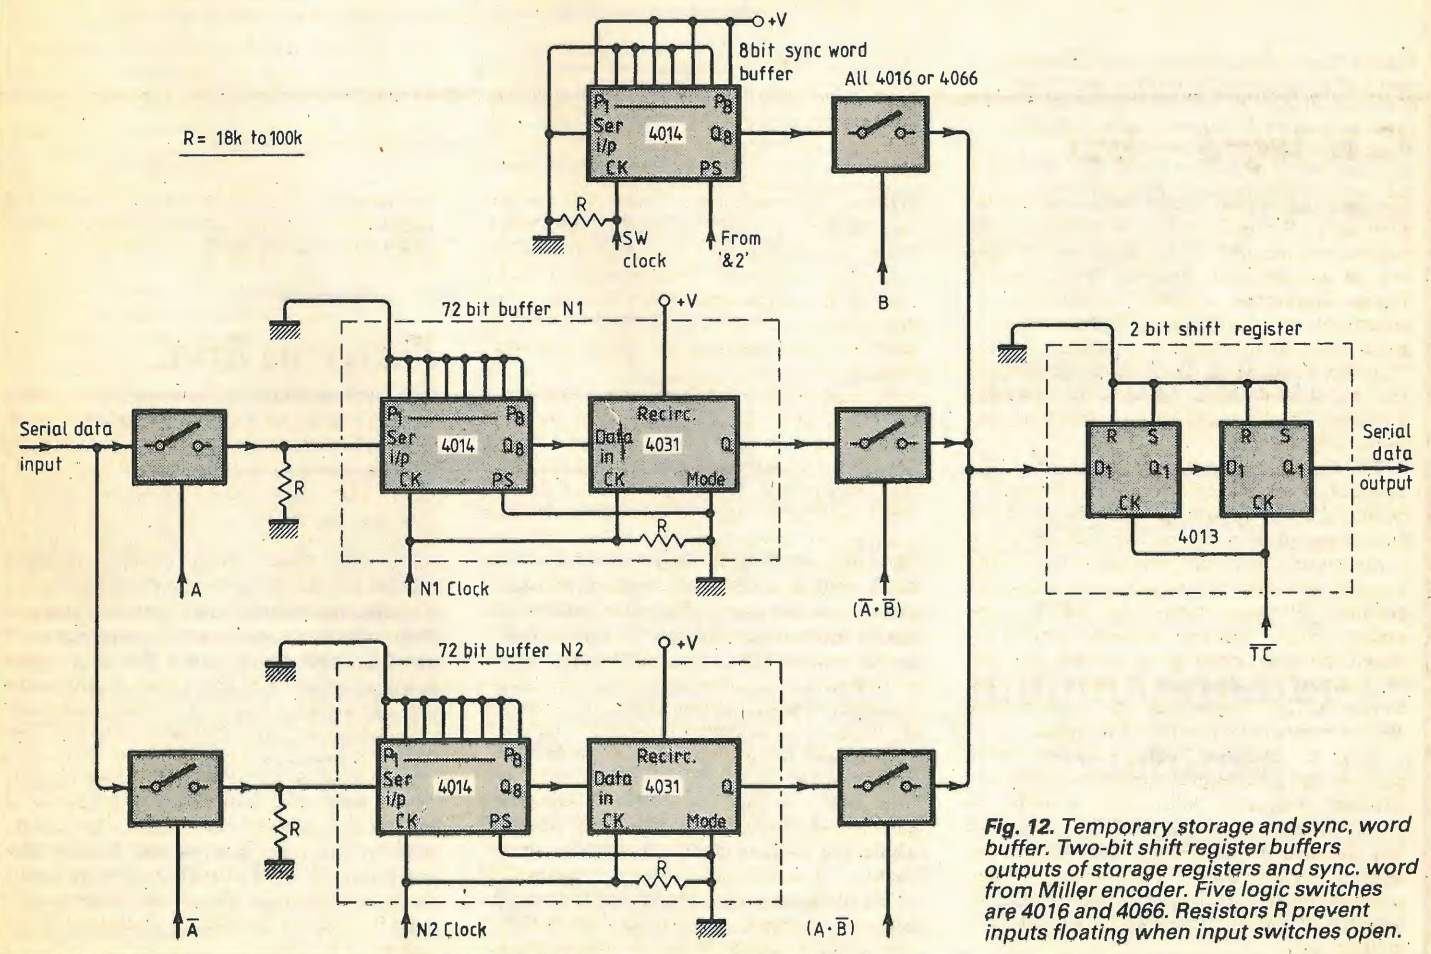 +V
8bit sync word
buffer
All 4016 or 4066
P1 P8
Ser
i/p
4014
Q8
CK PS
R = 18k to 100k
R
SW
clock
From
'&2'
B
72 bit buffer N1
+V
2 bit shift register
P1 P8
Ser
i/p
4014
Q8
CK PS
Recirc.
Data
in
4031
Q
CK Mode
Serial data
input
R
R
A
N1 Clock
(A̅·B̅)
R S
D1 Q1
CK
R S
D1 Q1
CK
4013
Serial
data
output
T̅C̅
72 bit buffer N2
+V
P1 P8
Ser
i/p
4014
Q8
CK PS
Recirc.
Data
in
4031
Q
CK Mode
R
R
A̅
N2 Clock
(A·B̅)
Fig. 12. Temporary storage and sync, word
buffer. Two-bit shift register buffers
outputs of storage registers and sync. word
from Miller encoder. Five logic switches
are 4016 and 4066. Resistors R prevent
inputs floating when input switches open.